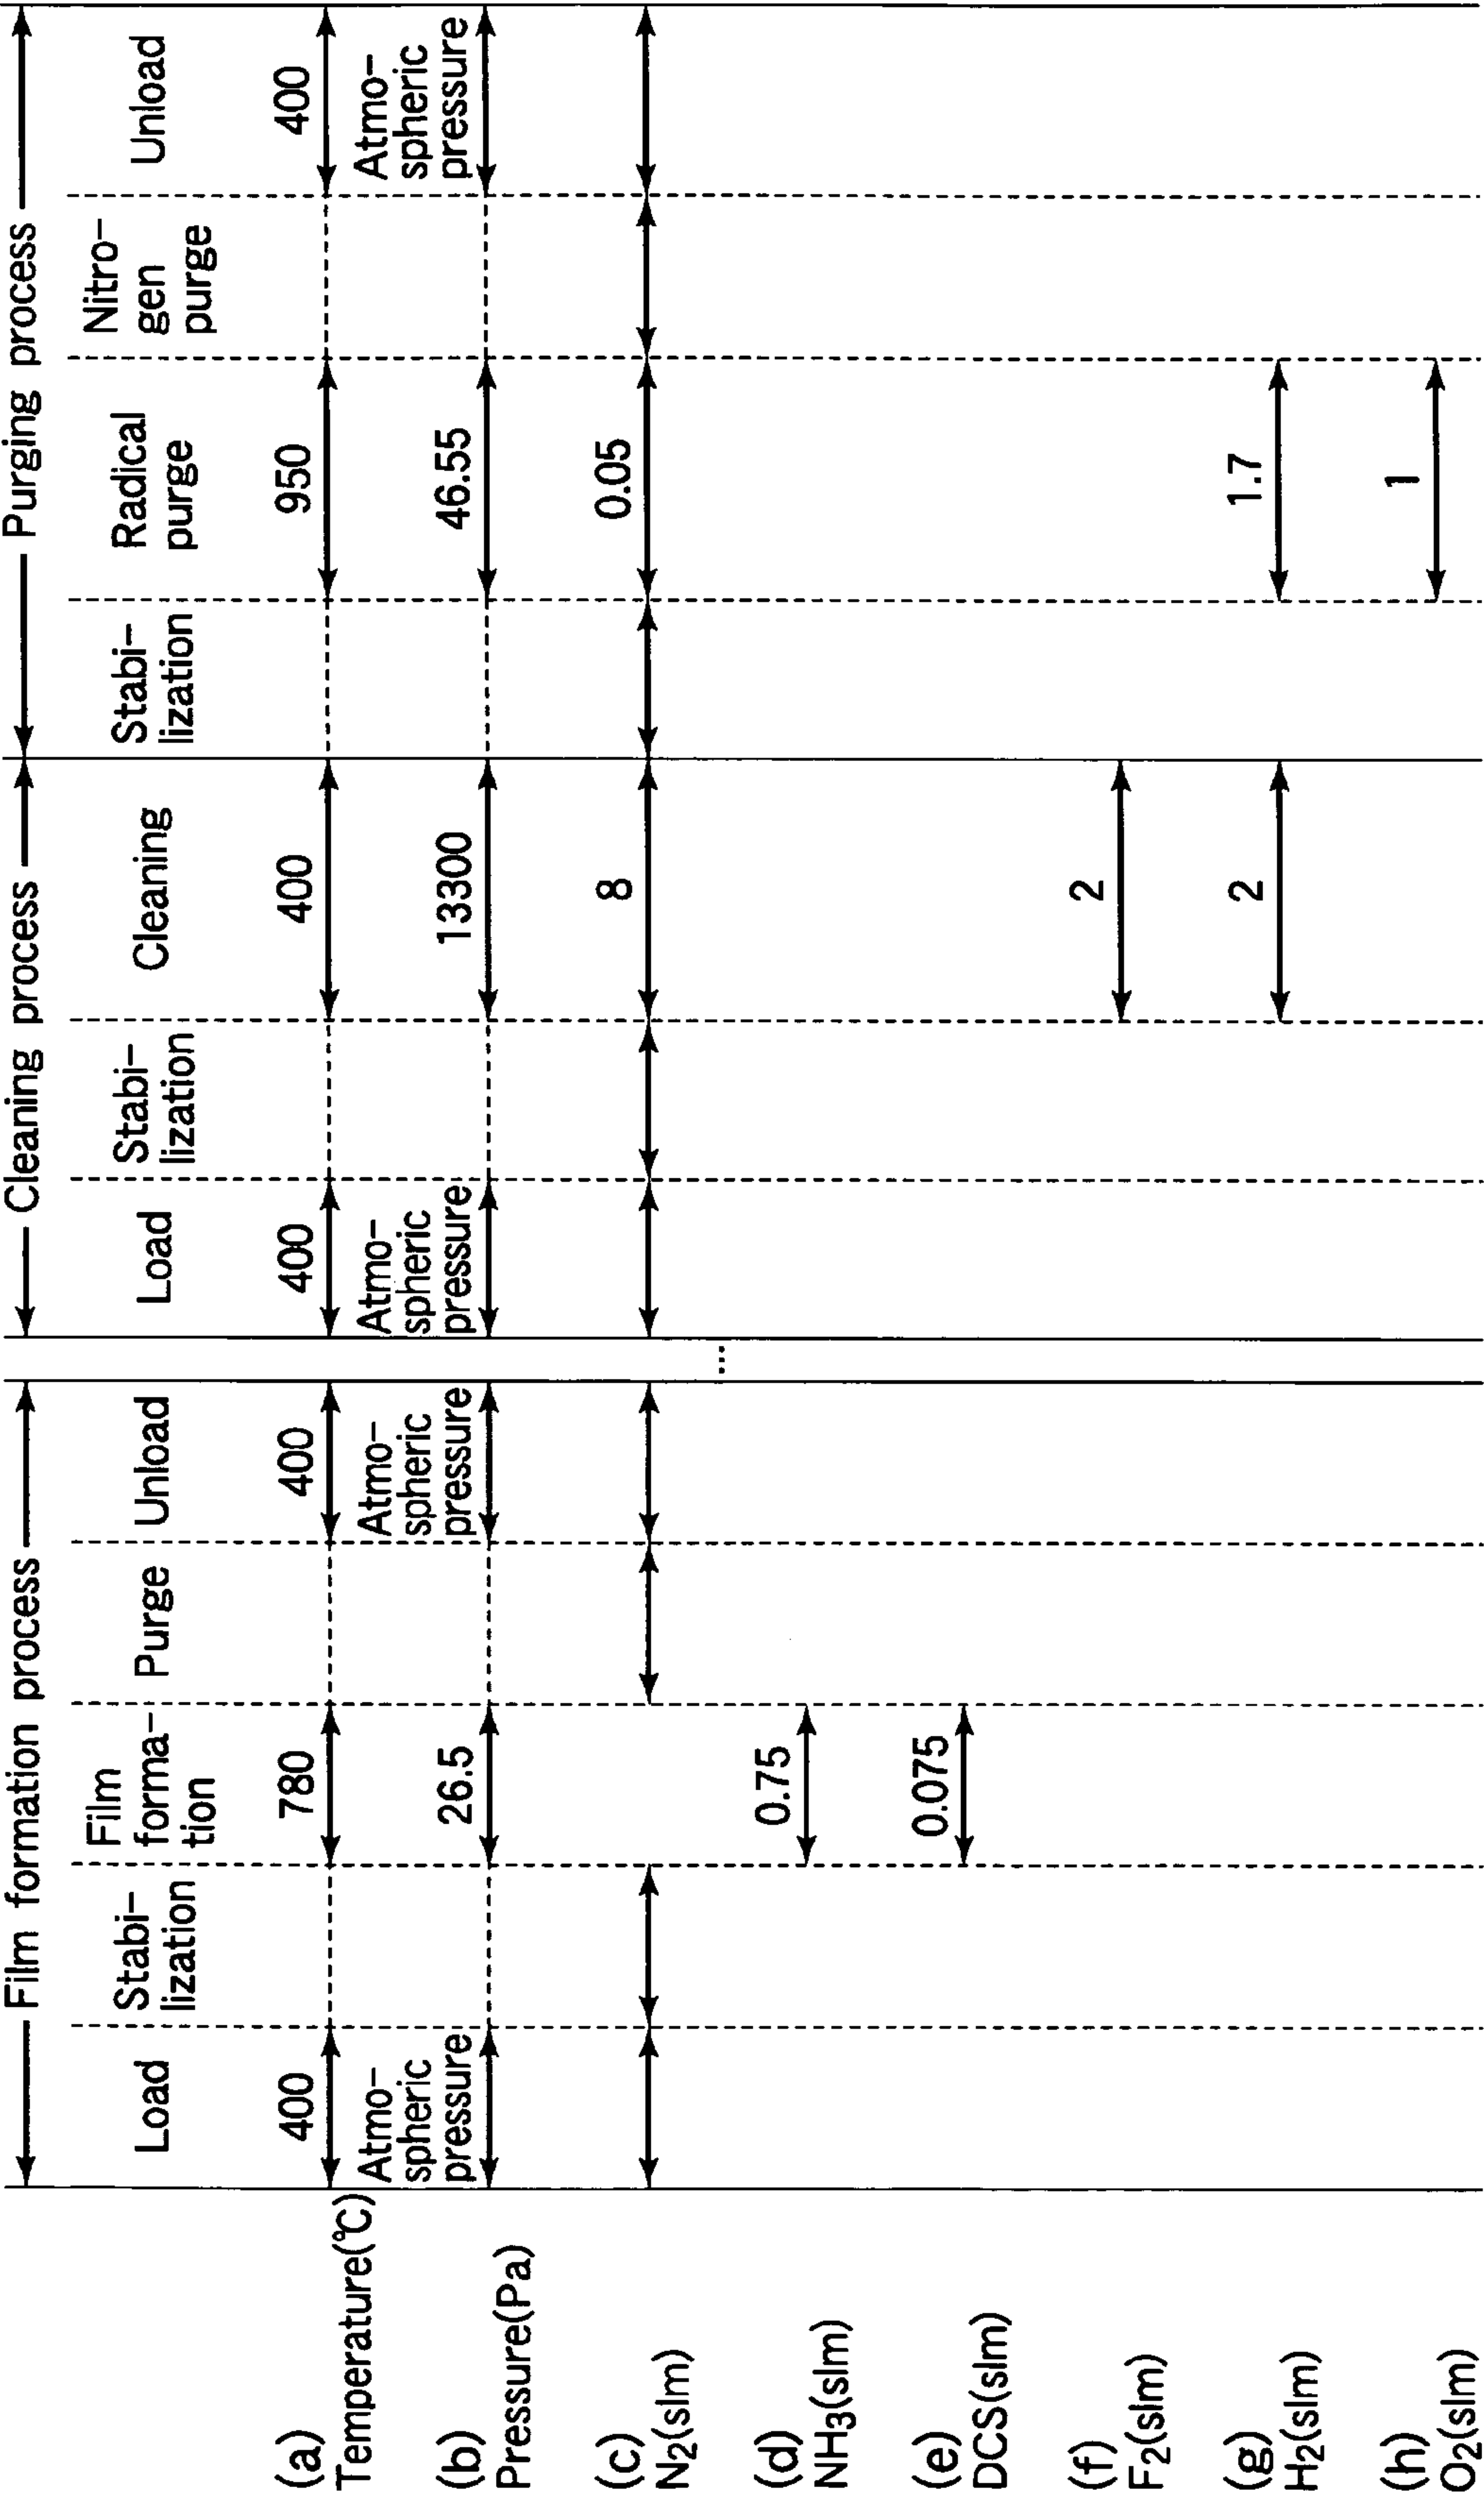 Film formation process
Cleaning process
Purging process
Load
Stabi-
lization
Film
forma-
tion
Purge
Unload
Load
Stabi-
lization
Cleaning
Stabi-
lization
Radical
purge
Nitro-
gen
purge
Unload
(a)
Temperature(℃)
400
780
400
400
400
950
400
(b)
Pressure(Pa)
Atmo-
spheric
pressure
26.5
Atmo-
spheric
pressure
Atmo-
spheric
pressure
13300
46.55
Atmo-
spheric
pressure
(c)
N₂(slm)
8
0.05
...
(d)
NH₃(slm)
0.75
(e)
DCS(slm)
0.075
(f)
F₂(slm)
2
(g)
H₂(slm)
2
1.7
(h)
O₂(slm)
1